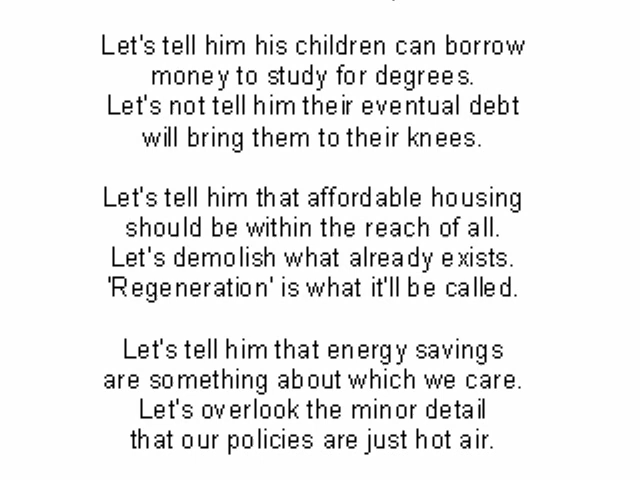 Let's tell him his children can borrow
money to study for degrees.
Let's not tell him their eventual debt
will bring them to their knees.
Let's tell him that affordable housing
should be within the reach of all.
Let's demolish what already exists.
'Regeneration' is what it'll be called.
Let's tell him that energy savings
are something about which we care.
Let's overlook the minor detail
that our policies are just hot air.